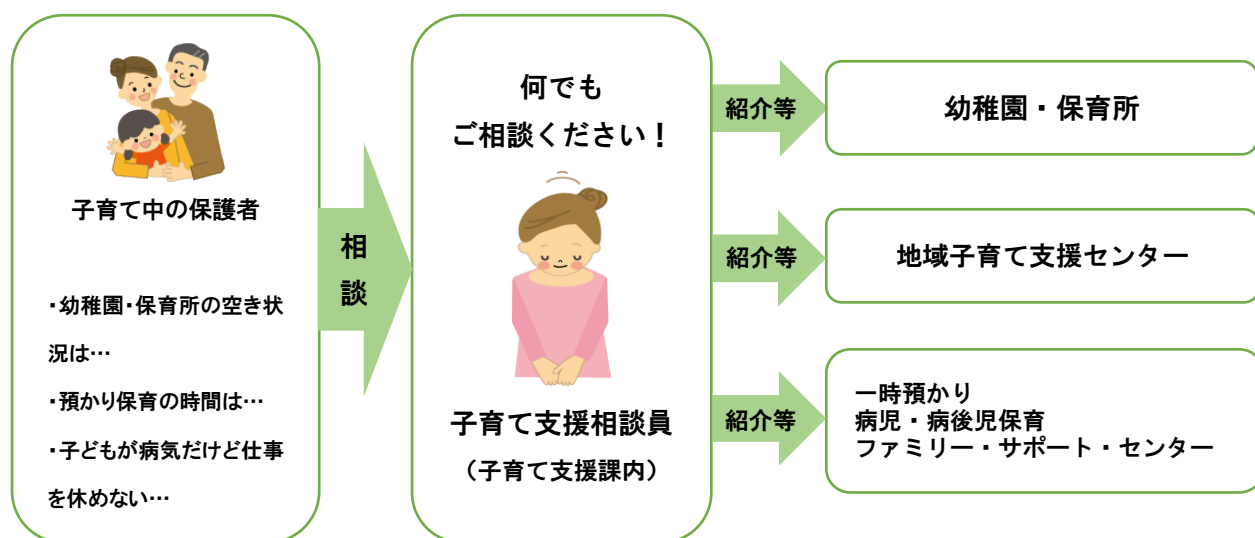 子育て中の保護者
・幼稚園・保育所の空き状
況は…
・預かり保育の時間は…
・子どもが病気だけど仕事
を休めない…
相
談
何でも
ご相談ください！
子育て支援相談員
（子育て支援課内）
紹介等
幼稚園・保育所
紹介等
地域子育て支援センター
紹介等
一時預かり
病児・病後児保育
ファミリー・サポート・センター